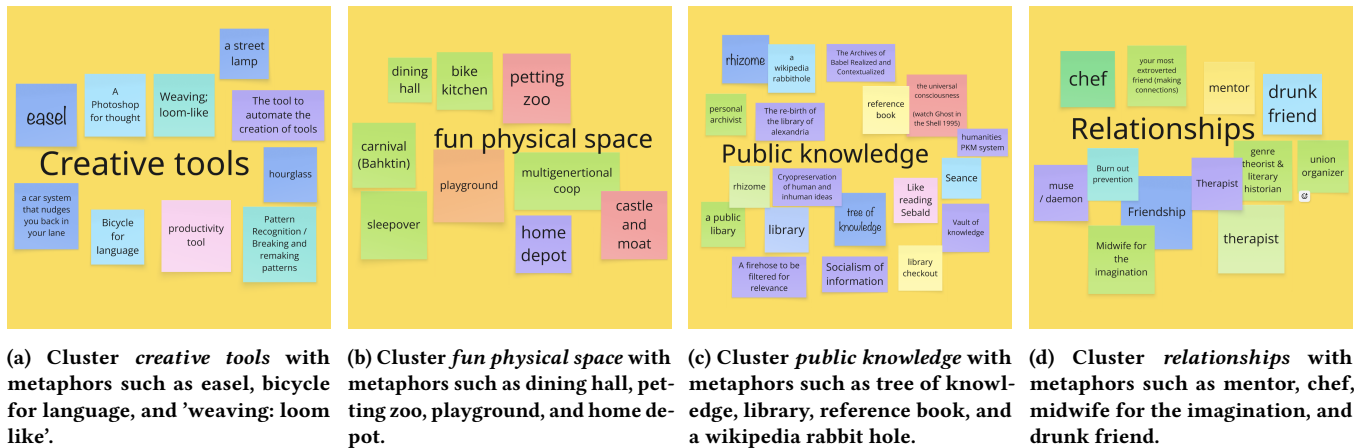 a street
lamp
easel
A
Photoshop
for thought
Weaving;
loom-like
The tool to
automate the
creation of tools
Creative tools
hourglass
a car system
that nudges
you back in
your lane
Bicycle
for
language
productivity
tool
Pattern
Recognition /
Breaking and
remaking
patterns
dining
hall
bike
kitchen
petting
zoo
carnival
(Bahktin)
fun physical space
playground
multigenertional
coop
sleepover
home
depot
castle
and
moat
rhizome
a
wikipedia
rabbithole
The Archives of
Babel Realized and
Contextualized
the universal
consciousness
(watch Ghost in
the Shell 1995)
reference
book
personal
archivist
The re-birth of
the library of
alexandria
humanities
PKM system
Public knowledge
rhizome
Cryopreservation
of human and
inhuman ideas
Like
reading
Sebald
Seance
a public
libary
library
tree of
knowledge
Vault of
knowledge
A firehose to be
filtered for
relevance
Socialism of
information
library
checkout
chef
your most
extroverted
friend (making
connections)
mentor
drunk
friend
Relationships
muse
/ daemon
Burn out
prevention
Friendship
Therapist
genre
theorist &
literary
historian
union
organizer
Midwife for
the
imagination
therapist
(a) Cluster creative tools with
metaphors such as easel, bicycle
for language, and 'weaving: loom
like'.
(b) Cluster fun physical space with
metaphors such as dining hall, pet-
ting zoo, playground, and home de-
pot.
(c) Cluster public knowledge with
metaphors such as tree of knowl-
edge, library, reference book, and
a wikipedia rabbit hole.
(d) Cluster relationships with
metaphors such as mentor, chef,
midwife for the imagination, and
drunk friend.